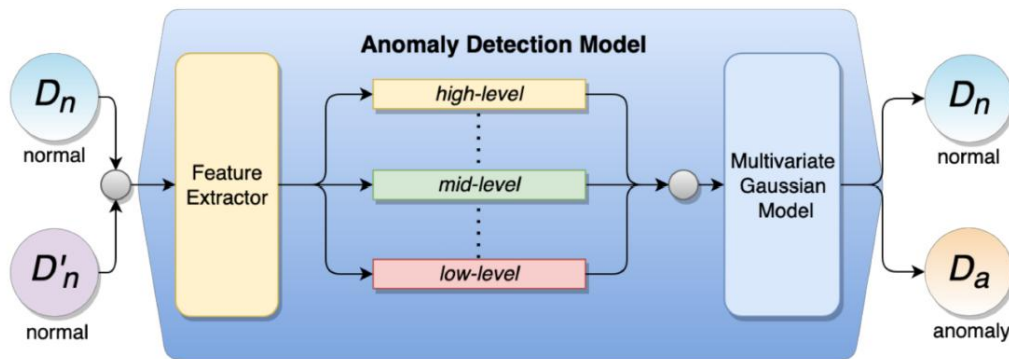 Anomaly Detection Model
Dn
normal
D'n
normal
Feature
Extractor
high-level
mid-level
low-level
Multivariate
Gaussian
Model
Dn
normal
Da
anomaly